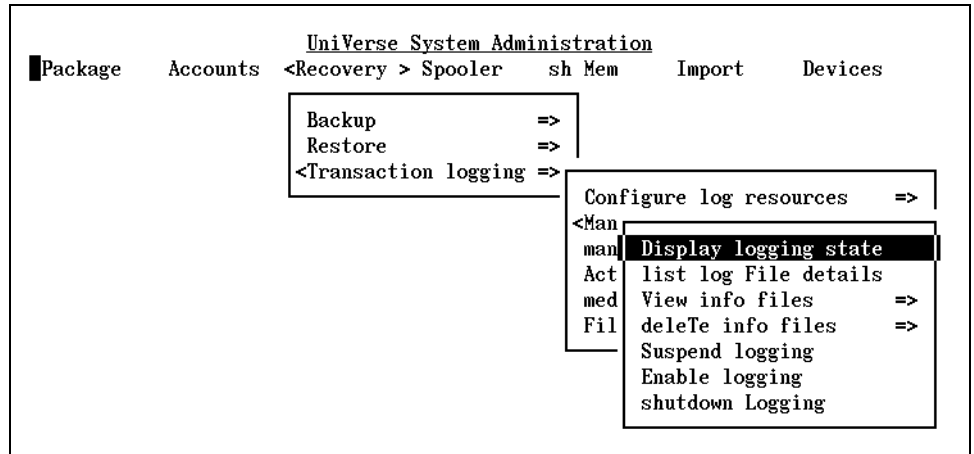 UniVerse System Administration
Package Accounts <Recovery > Spooler sh Mem Import Devices
Backup =>
Restore =>
<Transaction logging =>
Configure log resources =>
<Man
man Display logging state
Act list log File details
med View info files =>
Fil deleTe info files =>
Suspend logging
Enable logging
shutdown Logging